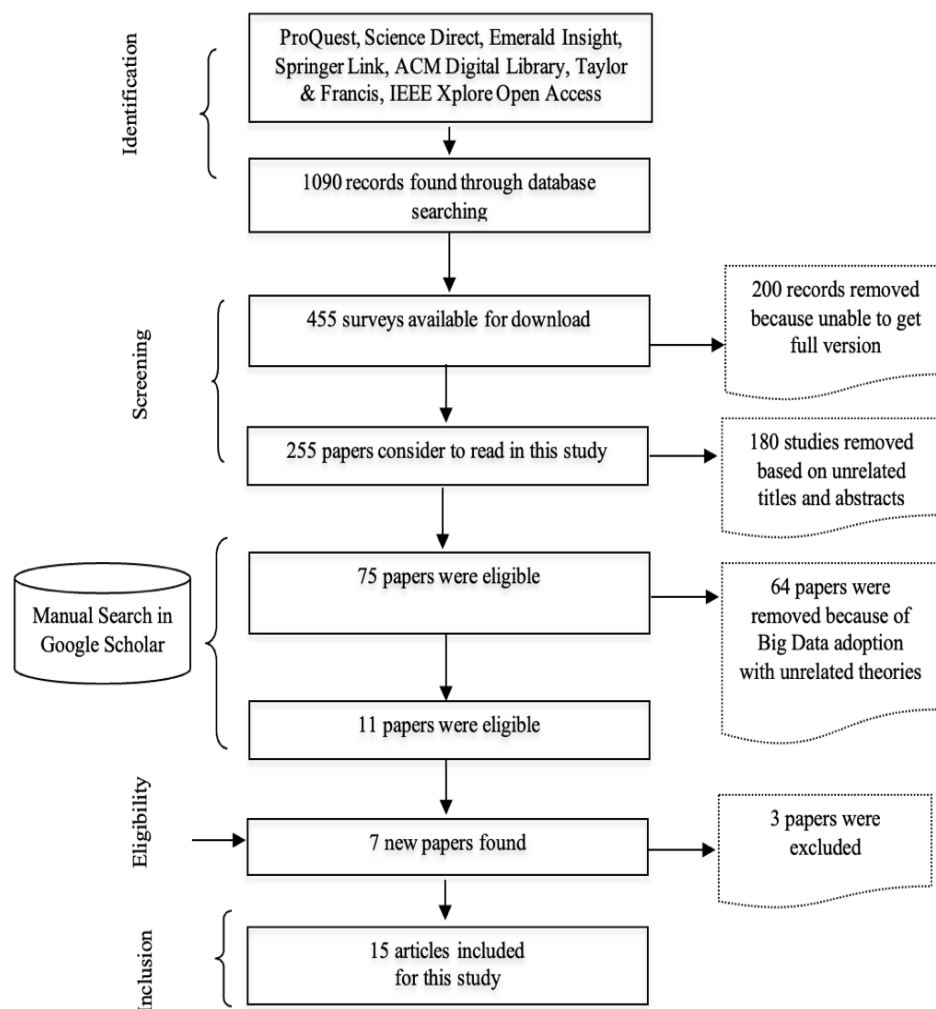 Identification
ProQuest, Science Direct, Emerald Insight,
Springer Link, ACM Digital Library, Taylor
& Francis, IEEE Xplore Open Access
1090 records found through database
searching
Screening
455 surveys available for download
200 records removed
because unable to get
full version
255 papers consider to read in this study
180 studies removed
based on unrelated
titles and abstracts
Manual Search in
Google Scholar
75 papers were eligible
64 papers were
removed because of
Big Data adoption
with unrelated theories
11 papers were eligible
Eligibility
7 new papers found
3 papers were
excluded
Inclusion
15 articles included
for this study